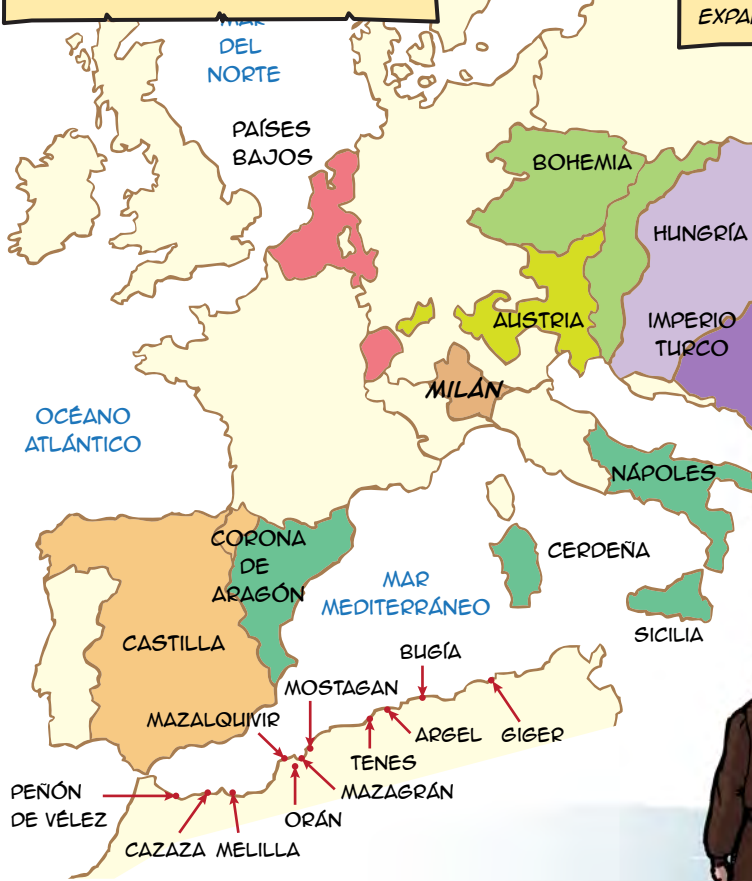 DEL
NORTE
EXPA
PAÍSES
BAJOS
BOHEMIA
HUNGRÍA
AUSTRIA
IMPERIO
TURCO
MILÁN
OCÉANO
ATLÁNTICO
NÁPOLES
CORONA
DE
ARAGÓN
CERDEÑA
MAR
MEDITERRÁNEO
SICILIA
CASTILLA
BUGÍA
MOSTAGAN
MAZALQUIVIR
ARGEL
GIGER
TENES
MAZAGRÁN
PEÑÓN
DE VÉLEZ
ORÁN
CAZAZA
MELILLA